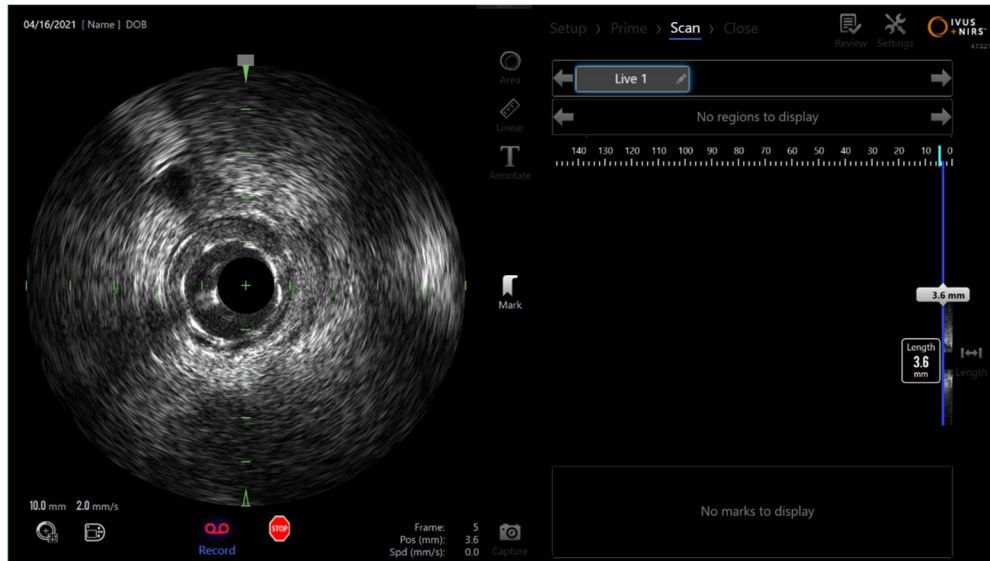 04/16/2021 [ Name ] DOB
Setup > Prime > Scan > Close
Review
Settings
IVUS
+NIRS™
Area
Linear
T
Annotate
Mark
Live 1
No regions to display
140 130 120 110 100 90 80 70 60 50 40 30 20 10 0
3.6 mm
Length
3.6
mm
Length
No marks to display
10.0 mm 2.0 mm/s
Record
STOP
Frame: 5
Pos (mm): 3.6
Spd (mm/s): 0.0
Capture